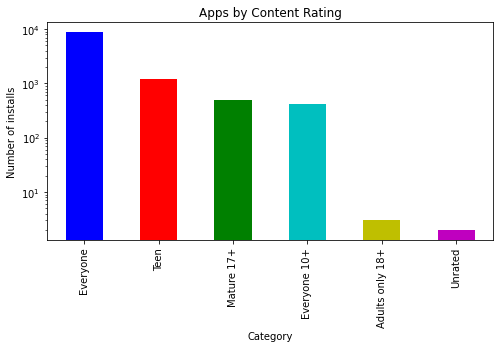 Apps by Content Rating
Number of installs
10⁴
10³
10²
10¹
Everyone
Teen
Mature 17+
Everyone 10+
Adults only 18+
Unrated
Category